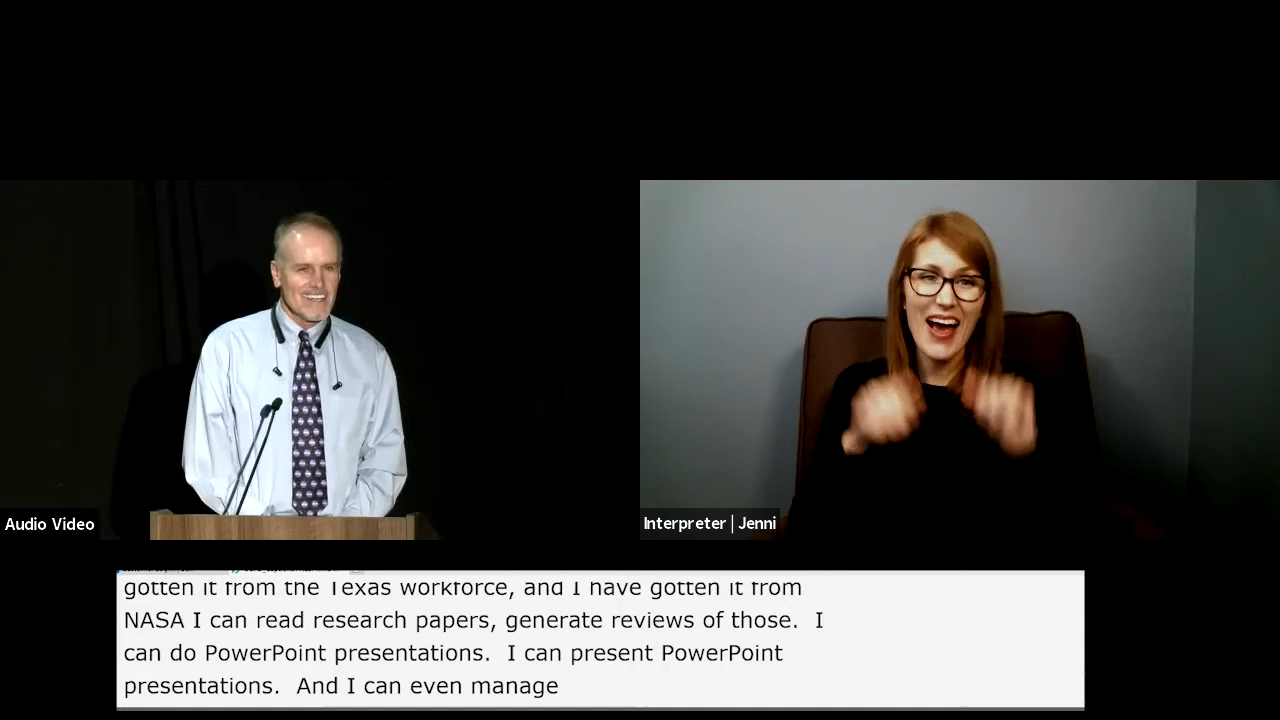 Audio Video
Interpreter | Jenni
gotten it from the Texas workforce, and I have gotten it from
NASA I can read research papers, generate reviews of those.  I
can do PowerPoint presentations.  I can present PowerPoint
presentations.  And I can even manage